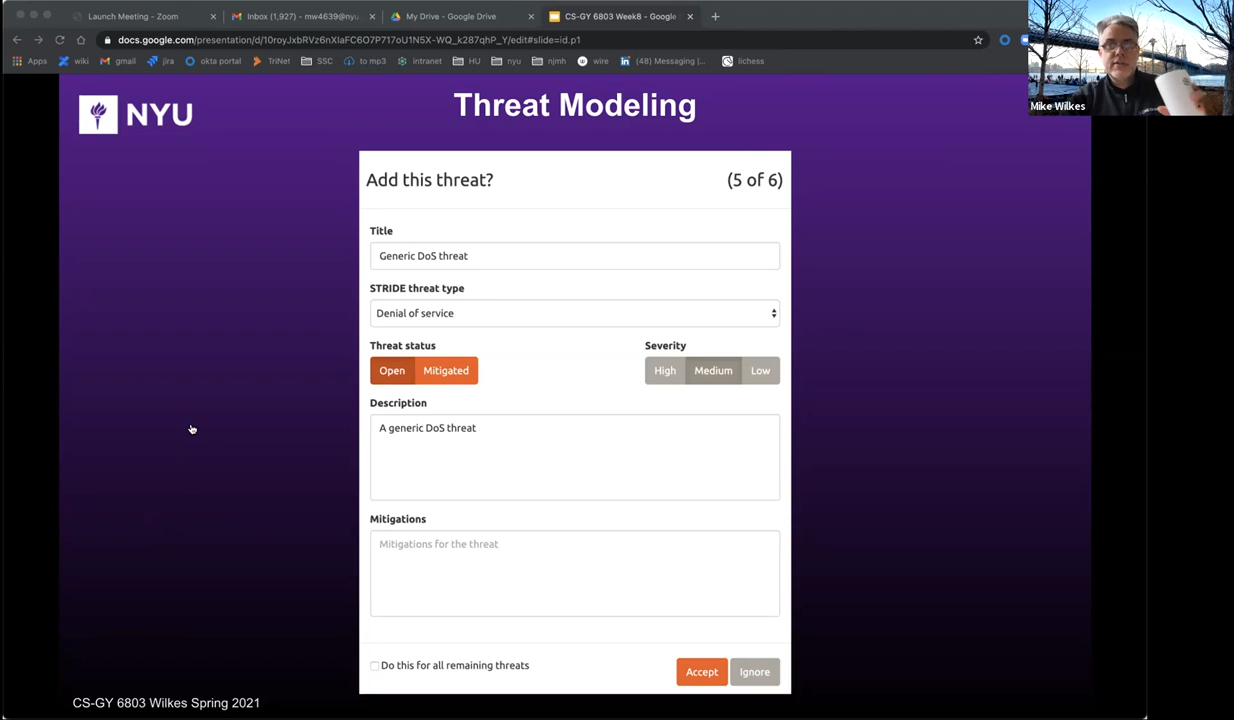 Launch Meeting - Zoom
Inbox (1,927) - mw4639@nyu
My Drive - Google Drive
CS-GY 6803 Week8 - Google
docs.google.com/presentation/d/10royJxbRVz6nXlaFC6O7P717oU1N5X-WQ_k287qhP_Y/edit#slide=id.p1
Apps wiki gmail jira okta portal TriNet SSC to mp3 intranet HU nyu njmh wire (48) Messaging |... lichess
Mike Wilkes
NYU
Threat Modeling
Add this threat? (5 of 6)
Title
Generic DoS threat
STRIDE threat type
Denial of service
Threat status Severity
Open Mitigated High Medium Low
Description
A generic DoS threat
Mitigations
Mitigations for the threat
Do this for all remaining threats
Accept Ignore
CS-GY 6803 Wilkes Spring 2021